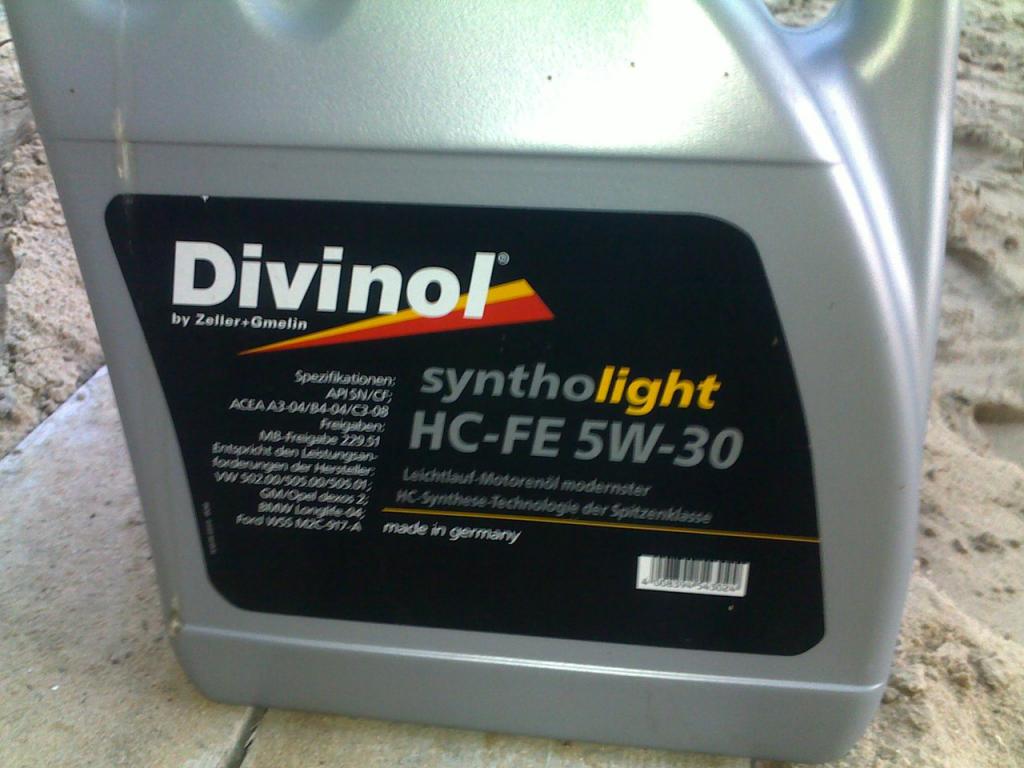 Divinol®
by Zeller+Gmelin
Spezifikationen:
API SN/CF;
ACEA A3-04/B4-04/C3-08
Freigaben:
MB-Freigabe 229.51
Entspricht den Leistungsan-
forderungen der Hersteller:
VW 502.00/505.00/505.01;
GM/Opel dexos 2;
BMW Longlife-04;
Ford WSS M2C-917-A
syntholight
HC-FE 5W-30
Leichtlauf-Motorenöl modernster
HC-Synthese-Technologie der Spitzenklasse
made in germany